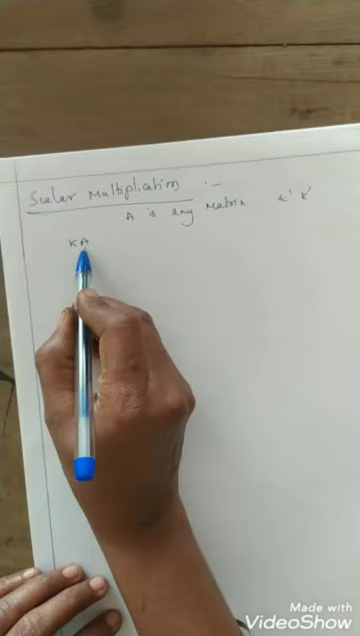 Scalar Multiplication :-
A is any Matrix &' K'
KA
Made with
VideoShow